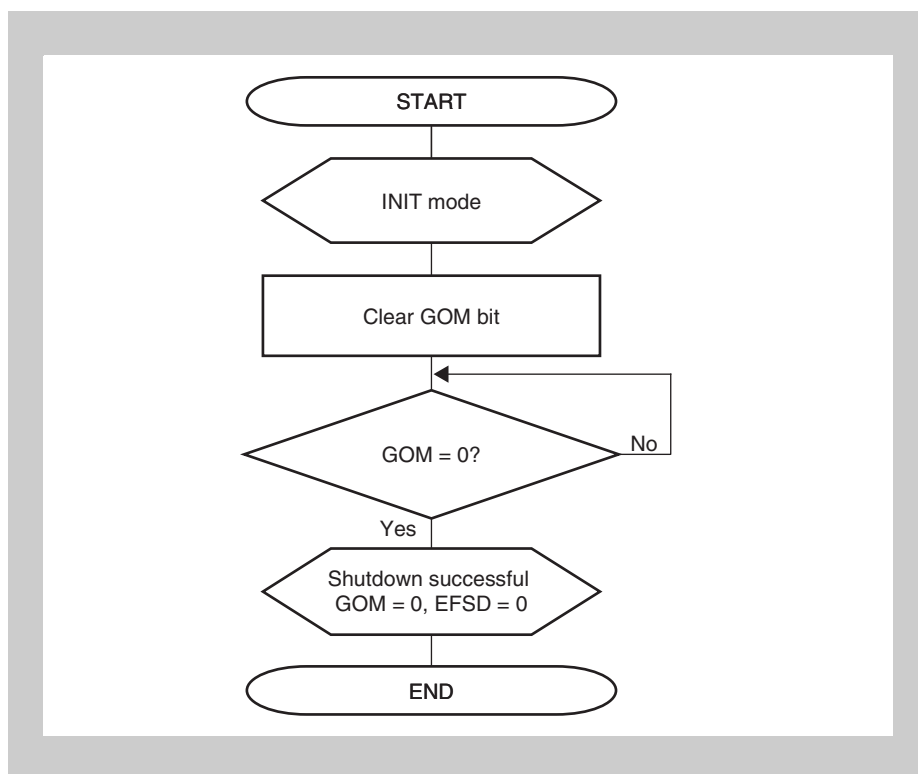 START
INIT mode
Clear GOM bit
GOM = 0?
No
Yes
Shutdown successful
GOM = 0, EFSD = 0
END